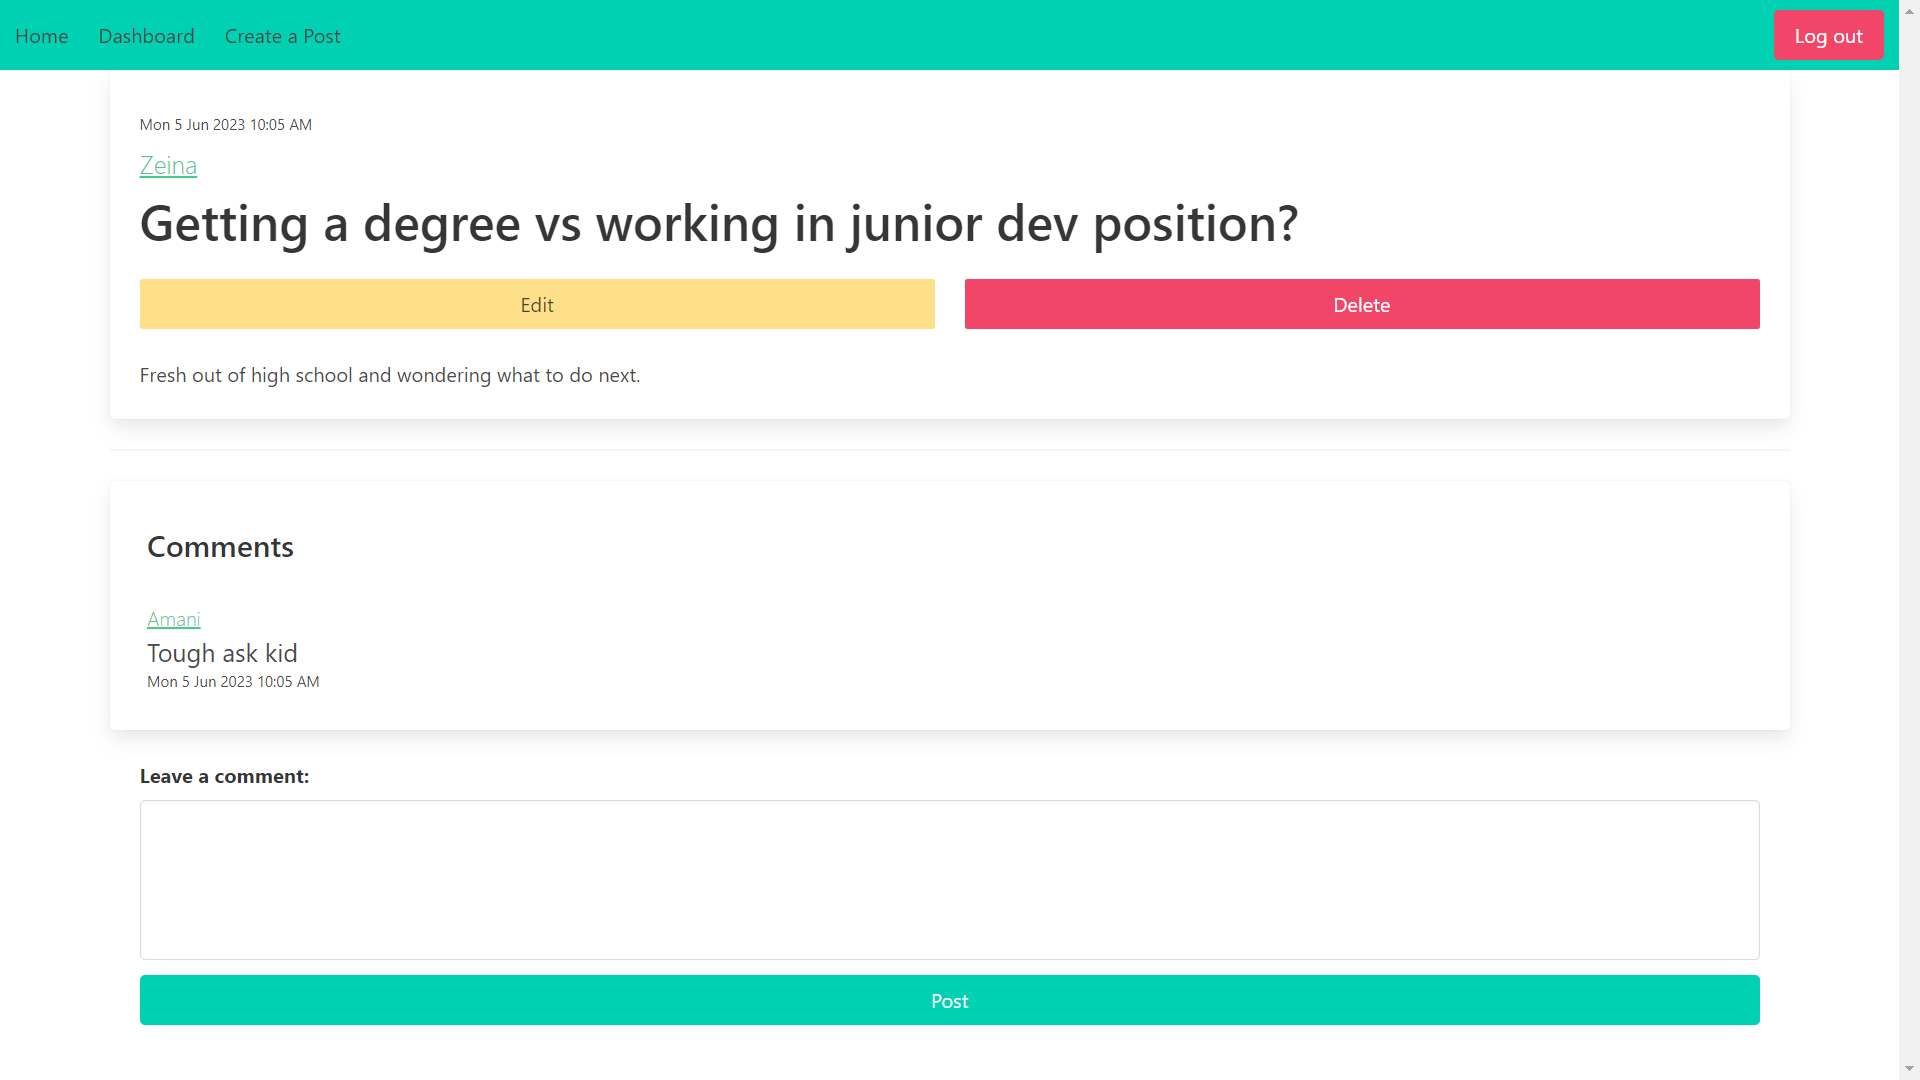 Home Dashboard Create a Post Log out
Mon 5 Jun 2023 10:05 AM
Zeina
Getting a degree vs working in junior dev position?
Edit Delete
Fresh out of high school and wondering what to do next.
Comments
Amani
Tough ask kid
Mon 5 Jun 2023 10:05 AM
Leave a comment:
Post